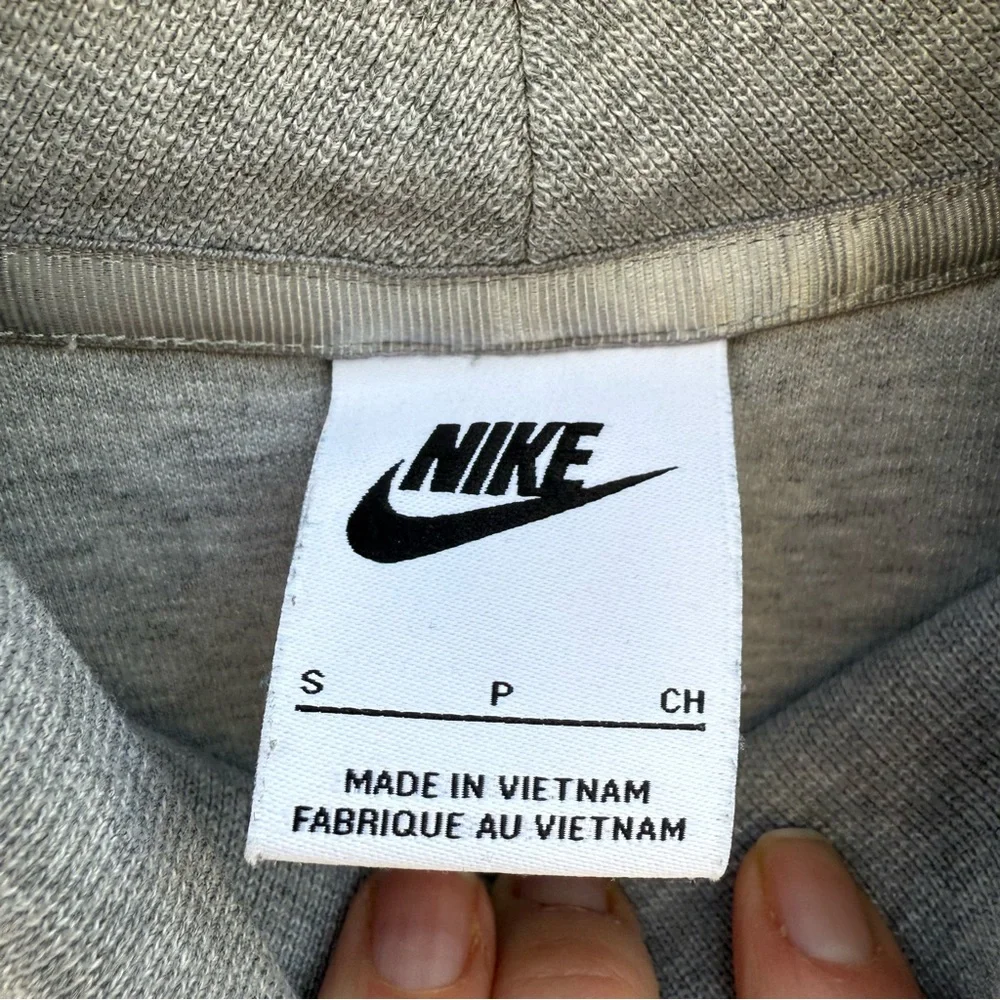 NIKE
S P CH
MADE IN VIETNAM
FABRIQUE AU VIETNAM